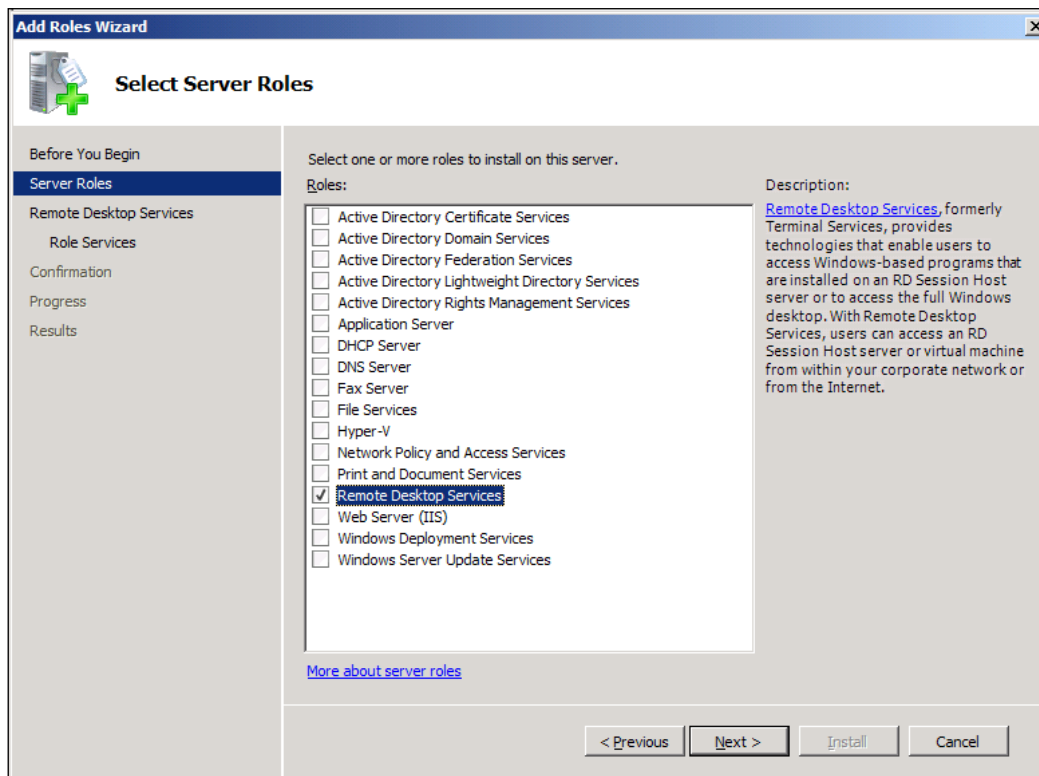 Add Roles Wizard
Select Server Roles
Before You Begin
Server Roles
Remote Desktop Services
Role Services
Confirmation
Progress
Results
Select one or more roles to install on this server.
Roles:
Active Directory Certificate Services
Active Directory Domain Services
Active Directory Federation Services
Active Directory Lightweight Directory Services
Active Directory Rights Management Services
Application Server
DHCP Server
DNS Server
Fax Server
File Services
Hyper-V
Network Policy and Access Services
Print and Document Services
Remote Desktop Services
Web Server (IIS)
Windows Deployment Services
Windows Server Update Services
More about server roles
Description:
Remote Desktop Services, formerly
Terminal Services, provides
technologies that enable users to
access Windows-based programs that
are installed on an RD Session Host
server or to access the full Windows
desktop. With Remote Desktop
Services, users can access an RD
Session Host server or virtual machine
from within your corporate network or
from the Internet.
< Previous
Next >
Install
Cancel